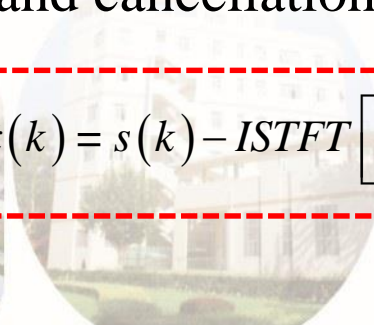 and cancellation
(k) = s(k) − ISTFT [